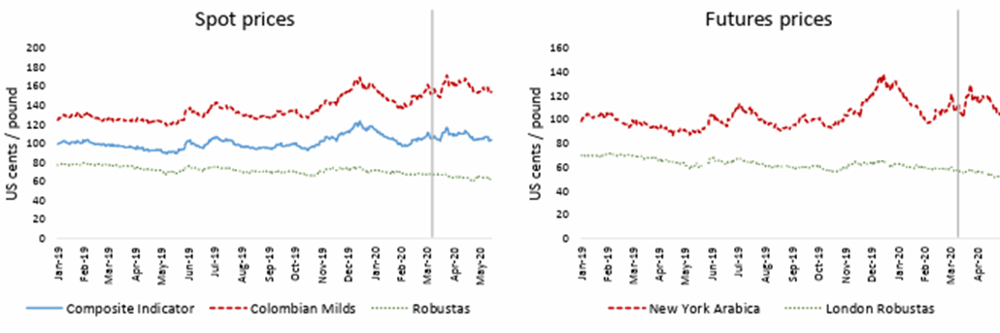 Spot prices
US cents / pound
200
180
160
140
120
100
80
60
40
20
0
Jan-19
Feb-19
Mar-19
Apr-19
May-19
Jun-19
Jul-19
Aug-19
Sep-19
Oct-19
Nov-19
Dec-19
Jan-20
Feb-20
Mar-20
Apr-20
May-20
Composite Indicator
Colombian Milds
Robustas
Futures prices
US cents / pound
160
140
120
100
80
60
40
20
0
Jan-19
Feb-19
Mar-19
Apr-19
May-19
Jun-19
Jul-19
Aug-19
Sep-19
Oct-19
Nov-19
Dec-19
Jan-20
Feb-20
Mar-20
Apr-20
New York Arabica
London Robustas